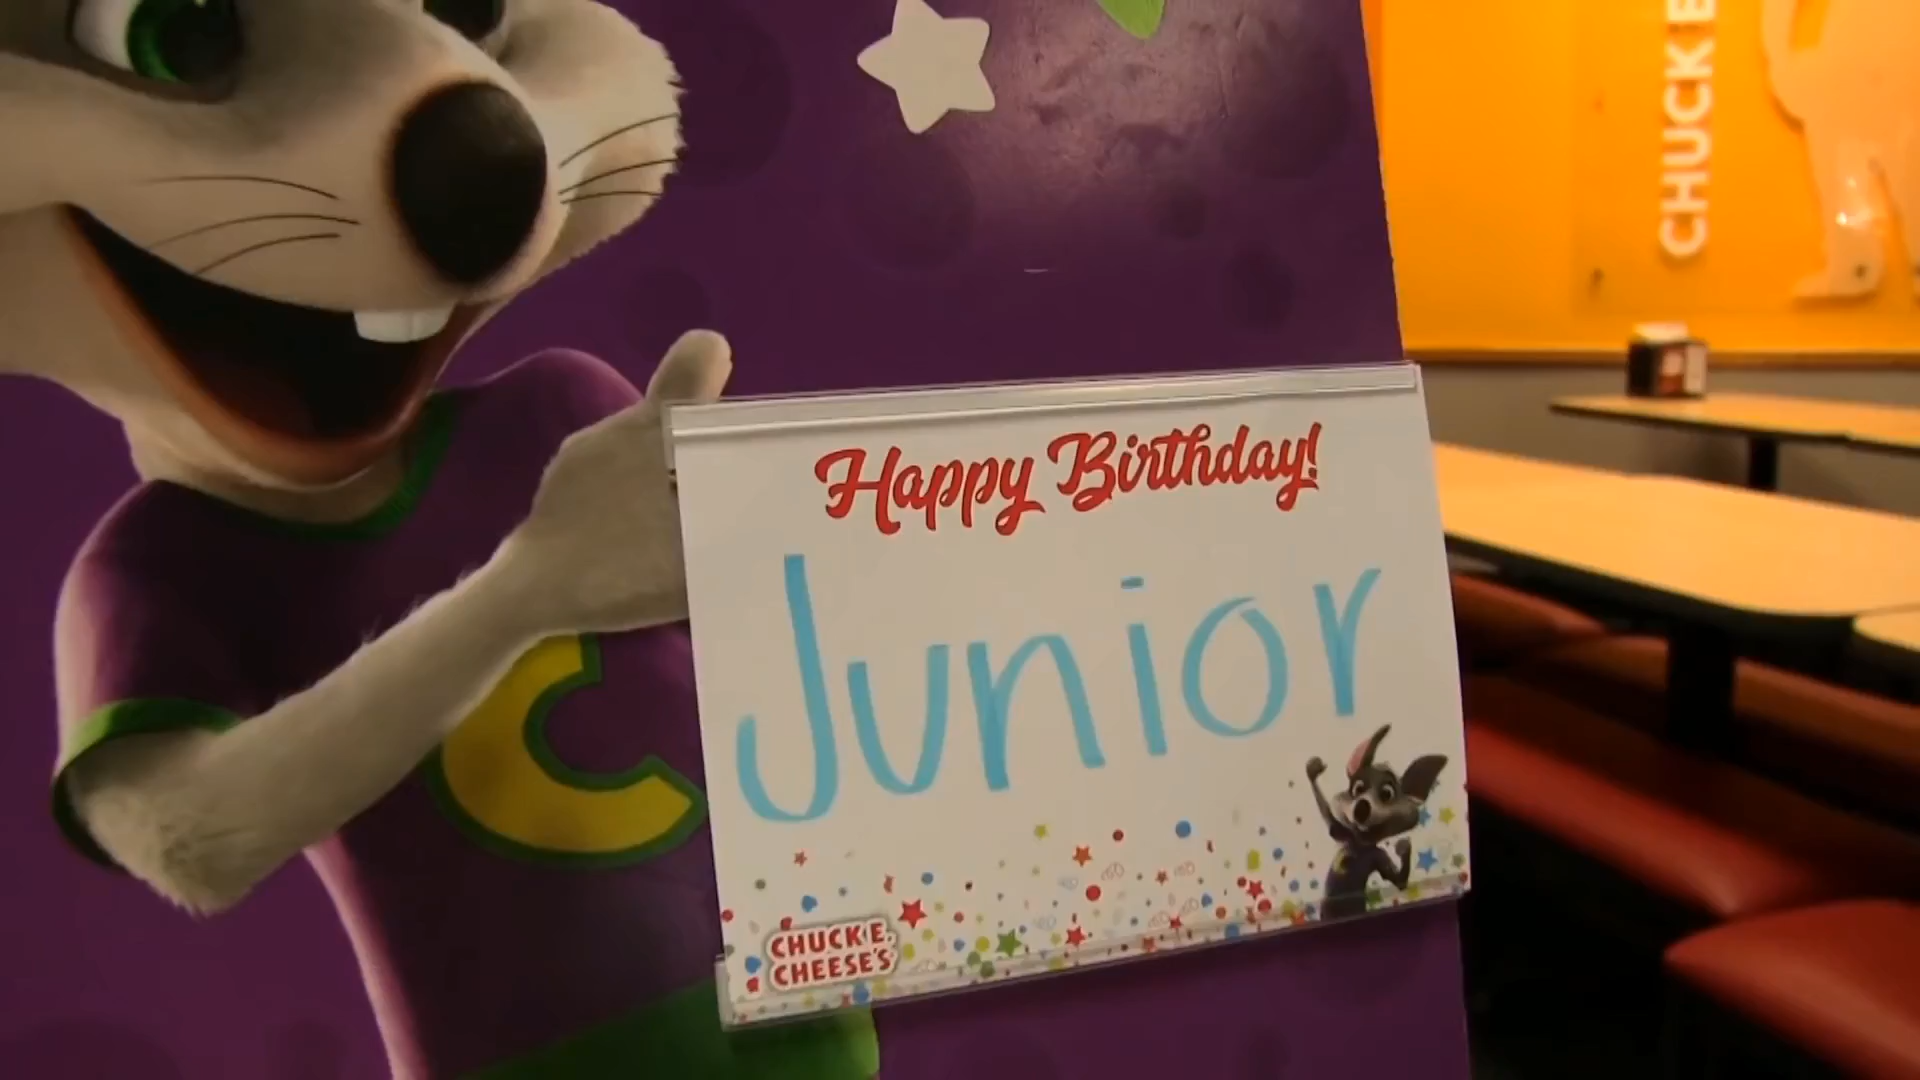 CHUCK E
Happy Birthday!
Junior
CHUCK E.
CHEESE'S